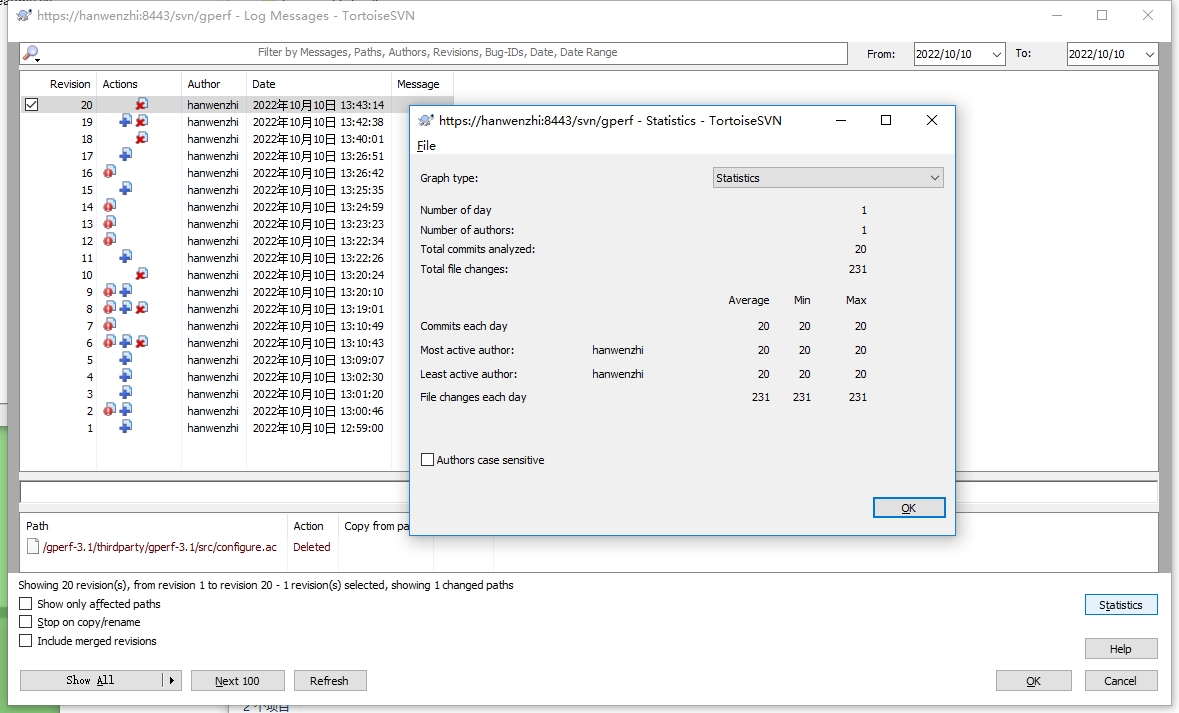 https://hanwenzhi:8443/svn/gperf - Log Messages - TortoiseSVN
Filter by Messages, Paths, Authors, Revisions, Bug-IDs, Date, Date Range From: 2022/10/10 To: 2022/10/10
Revision Actions Author Date Message
20 hanwenzhi 2022年10月10日 13:43:14
19 hanwenzhi 2022年10月10日 13:42:38
18 hanwenzhi 2022年10月10日 13:40:01
17 hanwenzhi 2022年10月10日 13:26:51
16 hanwenzhi 2022年10月10日 13:26:42
15 hanwenzhi 2022年10月10日 13:25:35
14 hanwenzhi 2022年10月10日 13:24:59
13 hanwenzhi 2022年10月10日 13:23:23
12 hanwenzhi 2022年10月10日 13:22:34
11 hanwenzhi 2022年10月10日 13:22:26
10 hanwenzhi 2022年10月10日 13:20:24
9 hanwenzhi 2022年10月10日 13:20:10
8 hanwenzhi 2022年10月10日 13:19:01
7 hanwenzhi 2022年10月10日 13:10:49
6 hanwenzhi 2022年10月10日 13:10:43
5 hanwenzhi 2022年10月10日 13:09:07
4 hanwenzhi 2022年10月10日 13:02:30
3 hanwenzhi 2022年10月10日 13:01:20
2 hanwenzhi 2022年10月10日 13:00:46
1 hanwenzhi 2022年10月10日 12:59:00
https://hanwenzhi:8443/svn/gperf - Statistics - TortoiseSVN
File
Graph type: Statistics
Number of day 1
Number of authors: 1
Total commits analyzed: 20
Total file changes: 231
Average Min Max
Commits each day 20 20 20
Most active author: hanwenzhi 20 20 20
Least active author: hanwenzhi 20 20 20
File changes each day 231 231 231
Authors case sensitive
OK
Path Action Copy from pa
/gperf-3.1/thirdparty/gperf-3.1/src/configure.ac Deleted
Showing 20 revision(s), from revision 1 to revision 20 - 1 revision(s) selected, showing 1 changed paths
Show only affected paths
Statistics
Stop on copy/rename
Include merged revisions
Help
Show All Next 100 Refresh OK Cancel
2 个项目